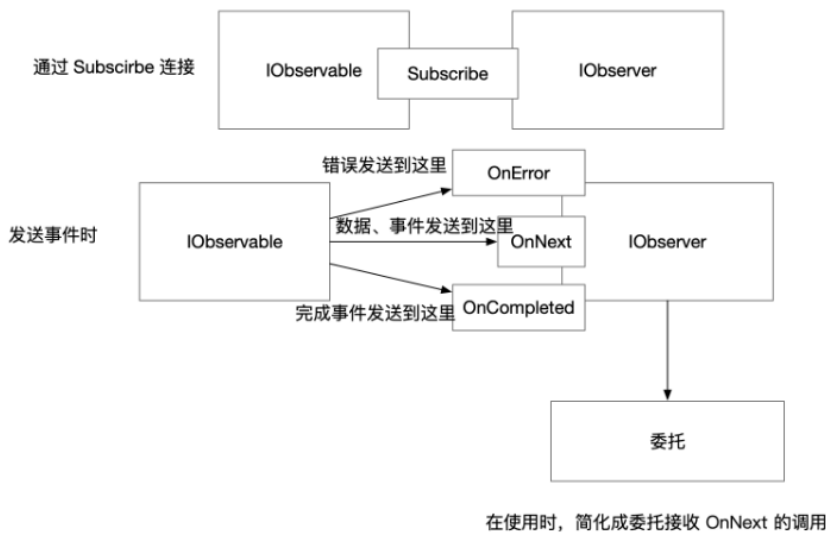 通过 Subscirbe 连接
IObservable
Subscribe
IObserver
错误发送到这里
OnError
发送事件时
IObservable
数据、事件发送到这里
OnNext
IObserver
完成事件发送到这里
OnCompleted
委托
在使用时，简化成委托接收 OnNext 的调用